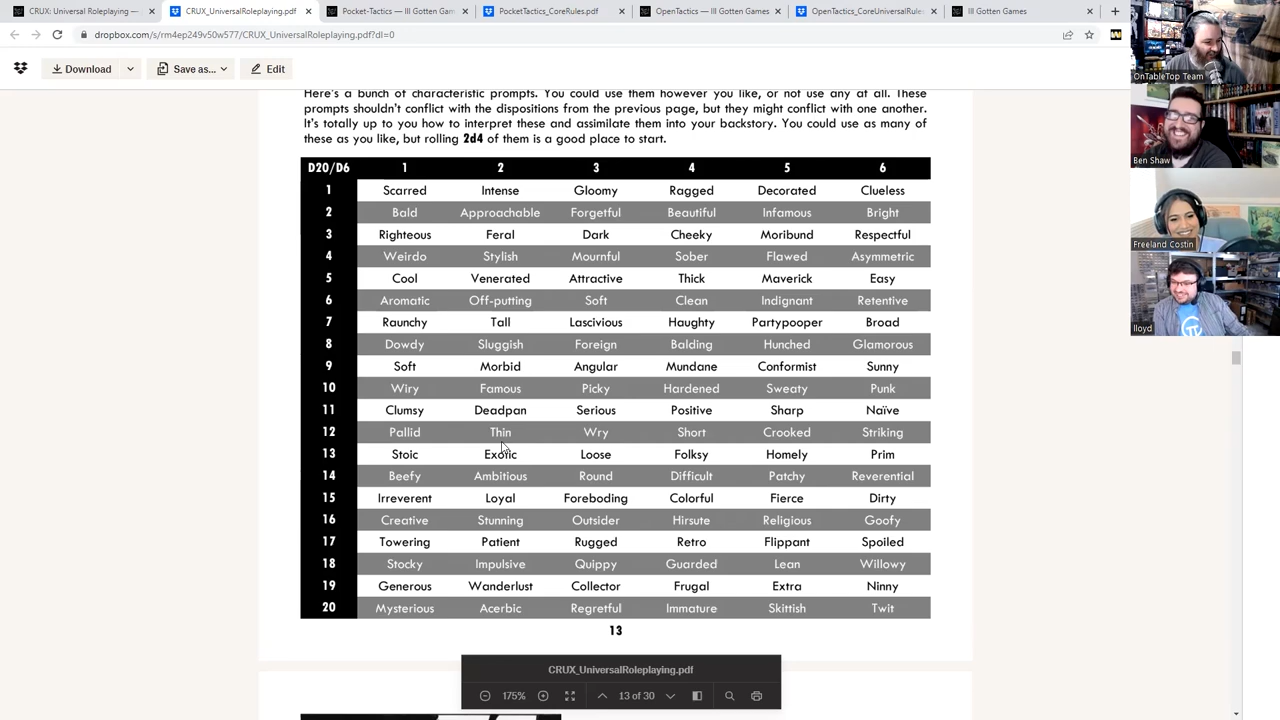 CRUX: Universal Roleplaying —
CRUX_UniversalRoleplaying.pdf
Pocket-Tactics — Ill Gotten Gam
PocketTactics_CoreRules.pdf
OpenTactics — Ill Gotten Games
OpenTactics_CoreUniversalRules
Ill Gotten Games
dropbox.com/s/rm4ep249v50w577/CRUX_UniversalRoleplaying.pdf?dl=0
Download Save as... Edit
OnTableTop Team
Ben Shaw
Freeland Costin
lloyd
Here's a bunch of characteristic prompts. You could use them however you like, or not use any at all. These
prompts shouldn't conflict with the dispositions from the previous page, but they might conflict with one another.
It's totally up to you how to interpret these and assimilate them into your backstory. You could use as many of
these as you like, but rolling 2d4 of them is a good place to start.
D20/D6 1 2 3 4 5 6
1 Scarred Intense Gloomy Ragged Decorated Clueless
2 Bald Approachable Forgetful Beautiful Infamous Bright
3 Righteous Feral Dark Cheeky Moribund Respectful
4 Weirdo Stylish Mournful Sober Flawed Asymmetric
5 Cool Venerated Attractive Thick Maverick Easy
6 Aromatic Off-putting Soft Clean Indignant Retentive
7 Raunchy Tall Lascivious Haughty Partypooper Broad
8 Dowdy Sluggish Foreign Balding Hunched Glamorous
9 Soft Morbid Angular Mundane Conformist Sunny
10 Wiry Famous Picky Hardened Sweaty Punk
11 Clumsy Deadpan Serious Positive Sharp Naïve
12 Pallid Thin Wry Short Crooked Striking
13 Stoic Exotic Loose Folksy Homely Prim
14 Beefy Ambitious Round Difficult Patchy Reverential
15 Irreverent Loyal Foreboding Colorful Fierce Dirty
16 Creative Stunning Outsider Hirsute Religious Goofy
17 Towering Patient Rugged Retro Flippant Spoiled
18 Stocky Impulsive Quippy Guarded Lean Willowy
19 Generous Wanderlust Collector Frugal Extra Ninny
20 Mysterious Acerbic Regretful Immature Skittish Twit
13
CRUX_UniversalRoleplaying.pdf
175% 13 of 30